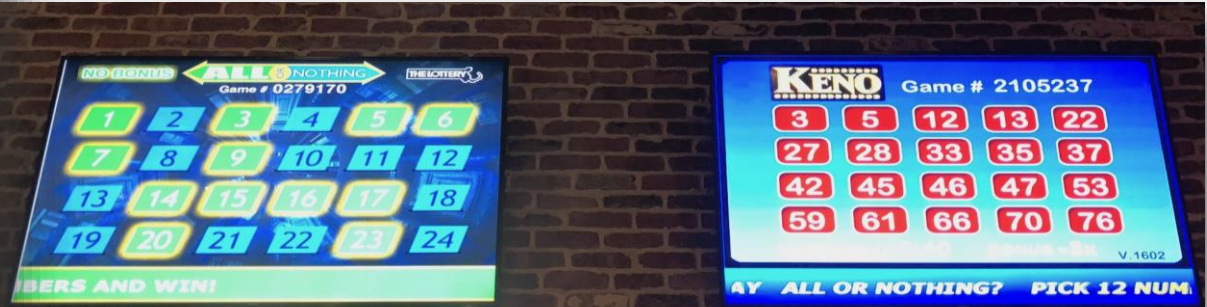 NO BONUS ALL OR NOTHING THE LOTTERY
Game # 0279170
1 2 3 4 5 6
7 8 9 10 11 12
13 14 15 16 17 18
19 20 21 22 23 24
BERS AND WIN!
KENO Game # 2105237
3 5 12 13 22
27 28 33 35 37
42 45 46 47 53
59 61 66 70 76
V.1602
AY ALL OR NOTHING? PICK 12 NUM